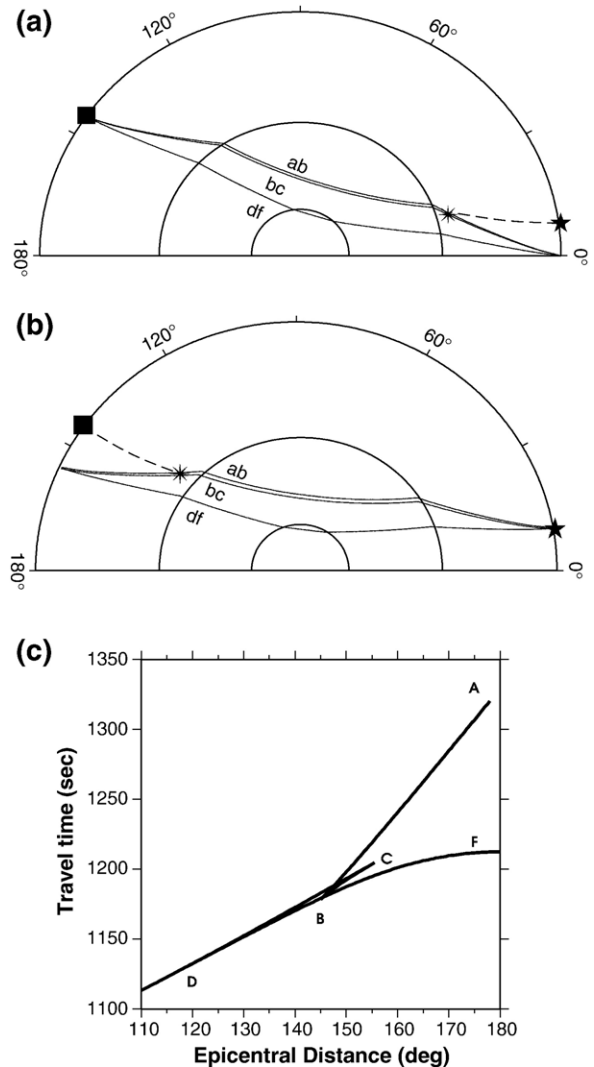 (a)
120°
60°
ab
bc
df
180°
0°
(b)
120°
60°
ab
bc
df
180°
0°
(c)
1350
1300
1250
1200
1150
1100
Travel time (sec)
A
C
F
B
D
110 120 130 140 150 160 170 180
Epicentral Distance (deg)